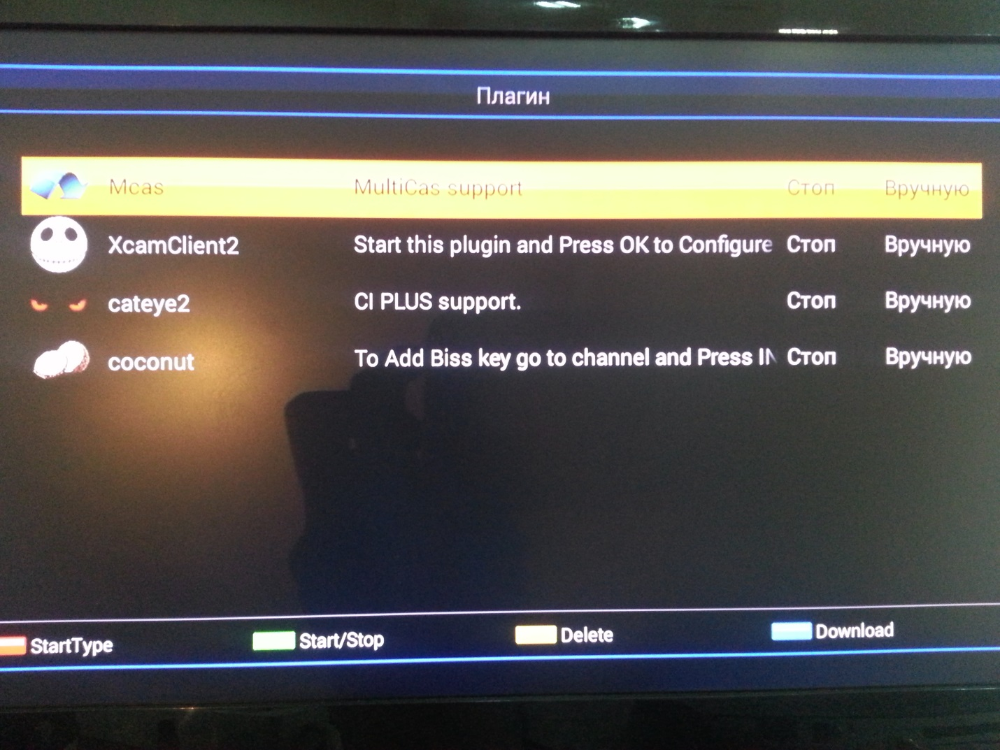 Плагин
Mcas MultiCas support Стоп Вручную
XcamClient2 Start this plugin and Press OK to Configure Стоп Вручную
cateye2 CI PLUS support. Стоп Вручную
coconut To Add Biss key go to channel and Press Стоп Вручную
StartType Start/Stop Delete Download